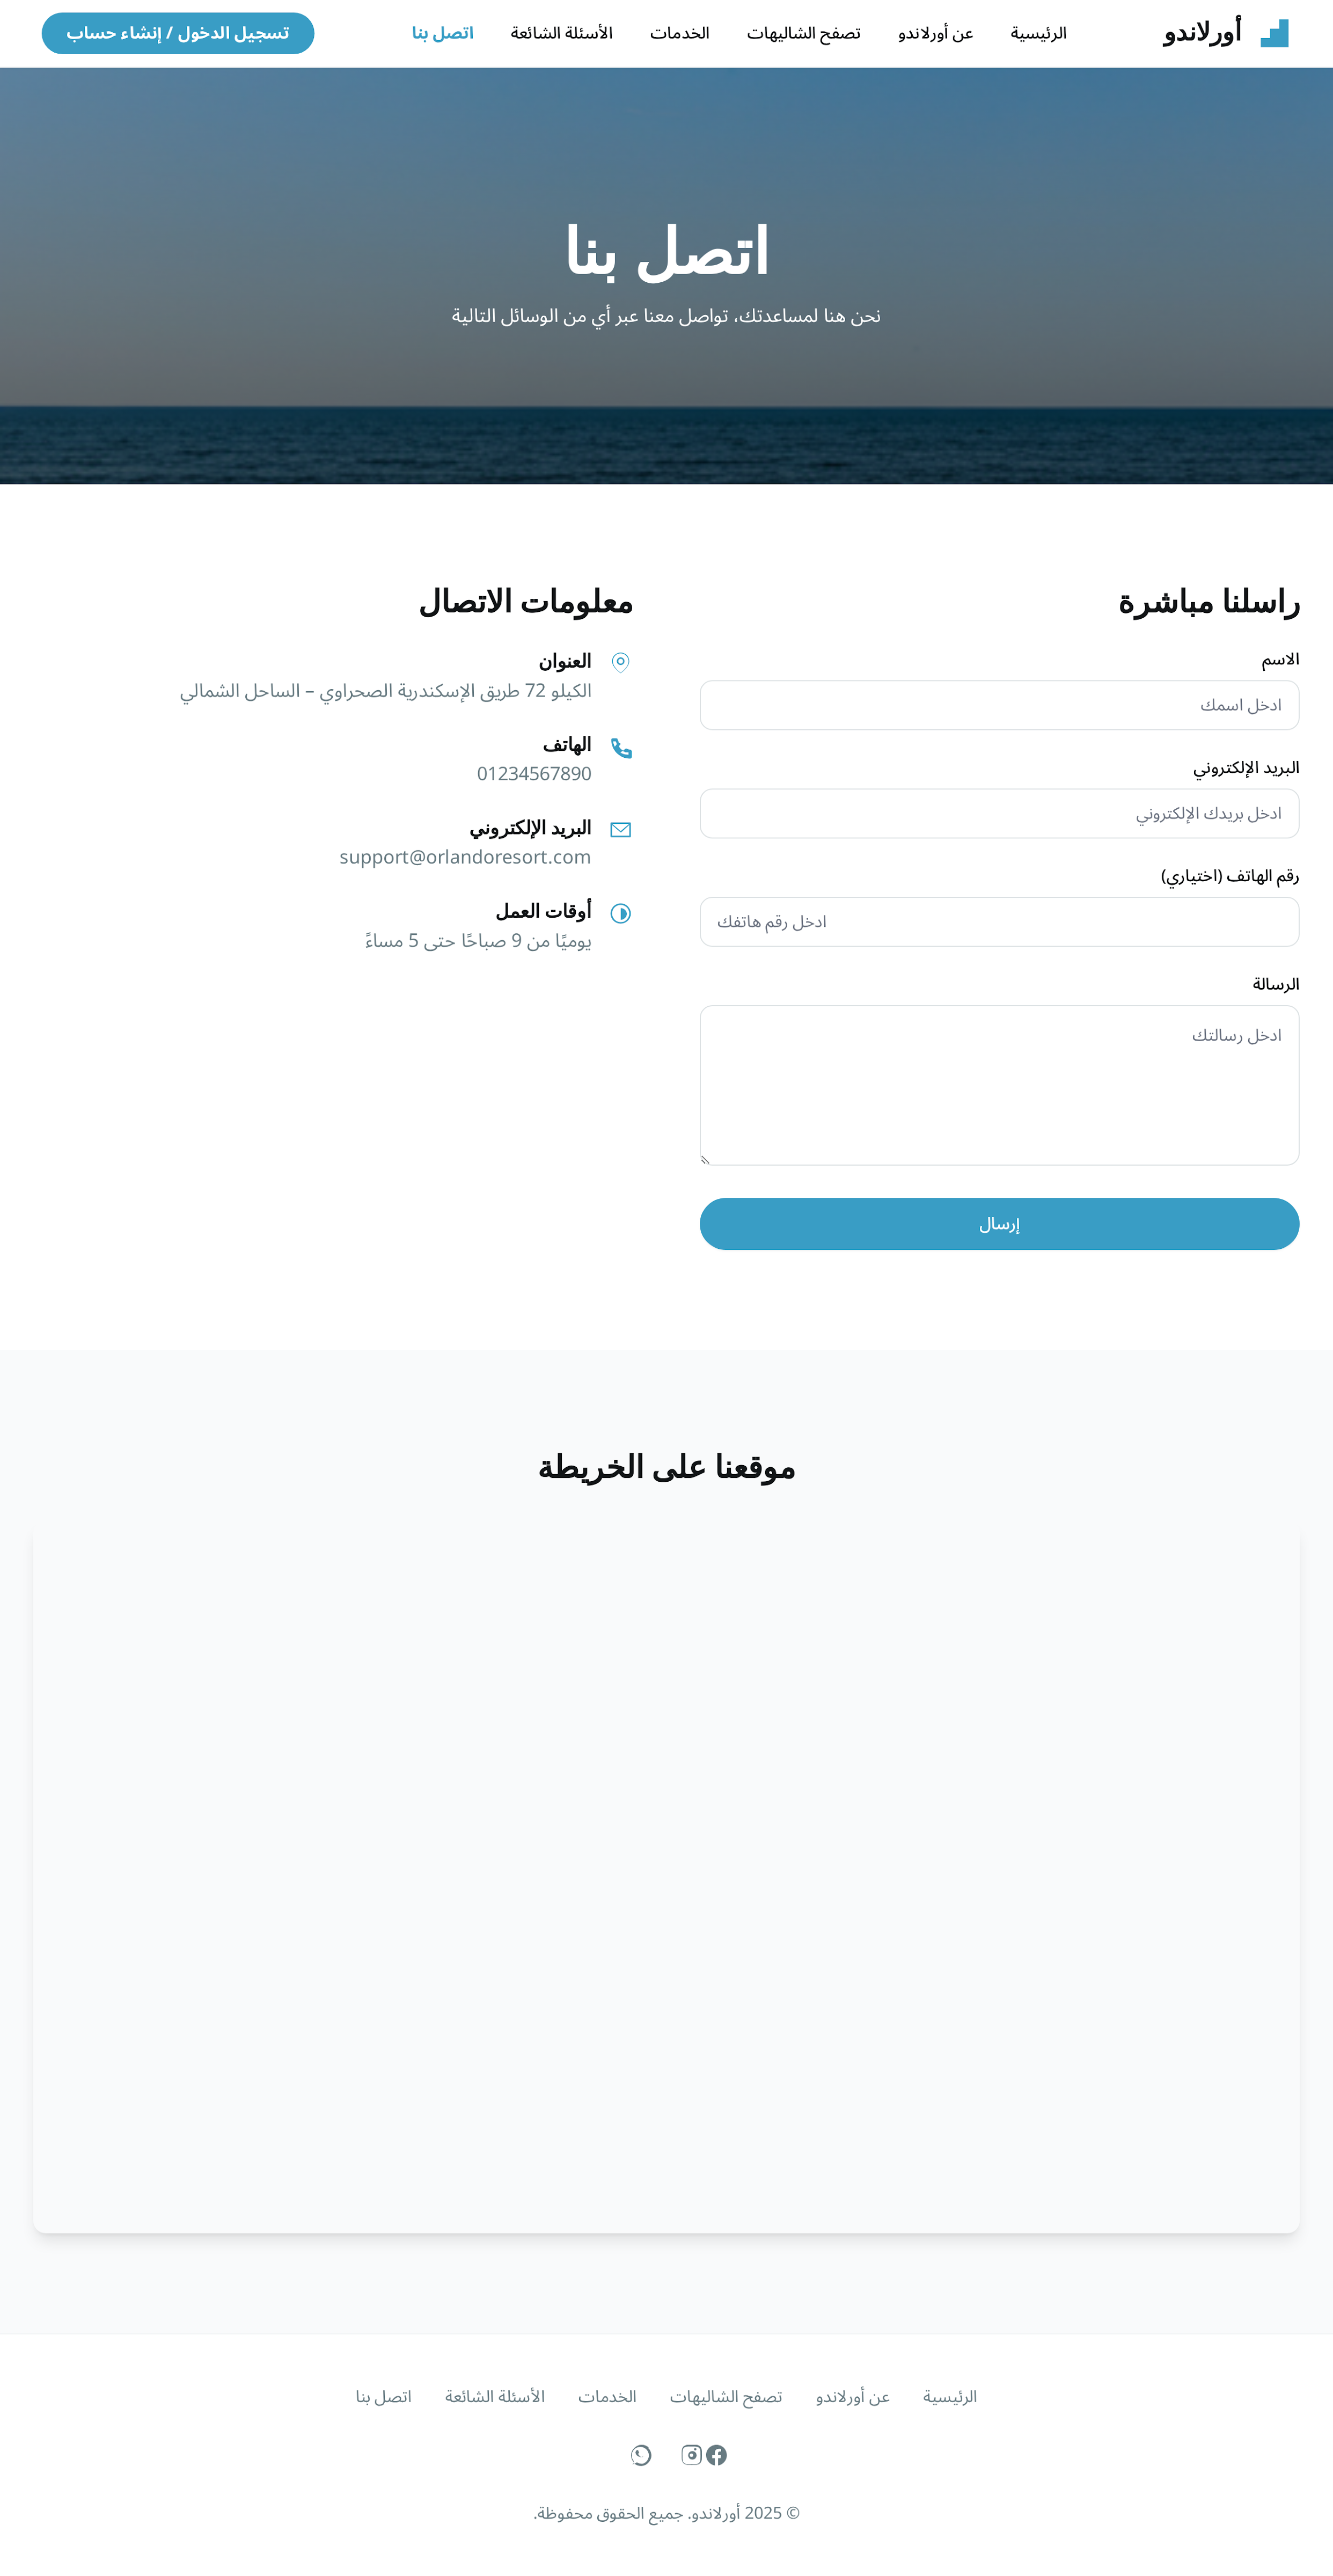 أورلاندو
الرئيسية
عن أورلاندو
تصفح الشاليهات
الخدمات
الأسئلة الشائعة
اتصل بنا
تسجيل الدخول / إنشاء حساب
اتصل بنا
نحن هنا لمساعدتك، تواصل معنا عبر أي من الوسائل التالية
راسلنا مباشرة
الاسم
ادخل اسمك
البريد الإلكتروني
ادخل بريدك الإلكتروني
رقم الهاتف (اختياري)
ادخل رقم هاتفك
الرسالة
ادخل رسالتك
إرسال
معلومات الاتصال
العنوان
الكيلو 72 طريق الإسكندرية الصحراوي – الساحل الشمالي
الهاتف
01234567890
البريد الإلكتروني
support@orlandoresort.com
أوقات العمل
يوميًا من 9 صباحًا حتى 5 مساءً
موقعنا على الخريطة
الرئيسية
عن أورلاندو
تصفح الشاليهات
الخدمات
الأسئلة الشائعة
اتصل بنا
© 2025 أورلاندو. جميع الحقوق محفوظة.